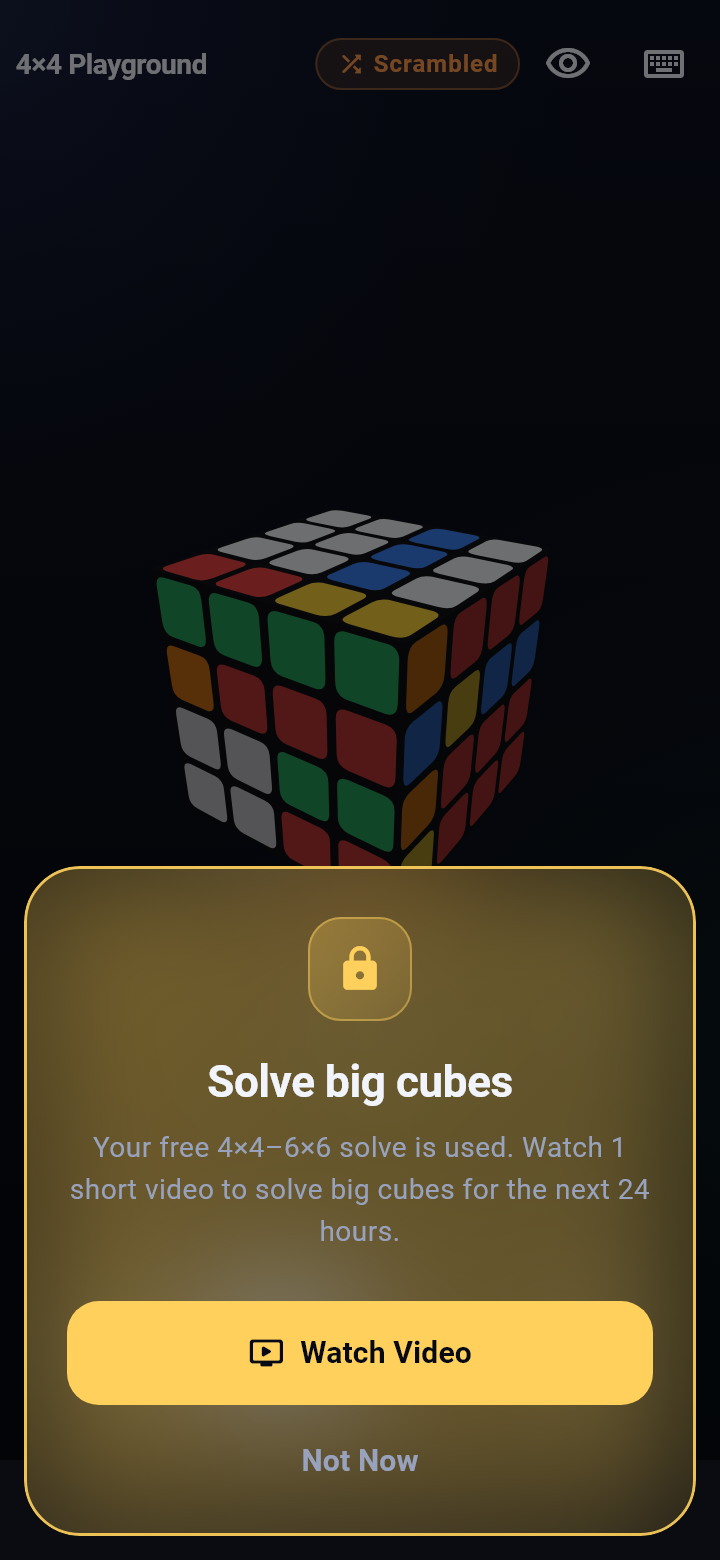 4×4 Playground
Scrambled
Solve big cubes
Your free 4×4–6×6 solve is used. Watch 1
short video to solve big cubes for the next 24
hours.
Watch Video
Not Now